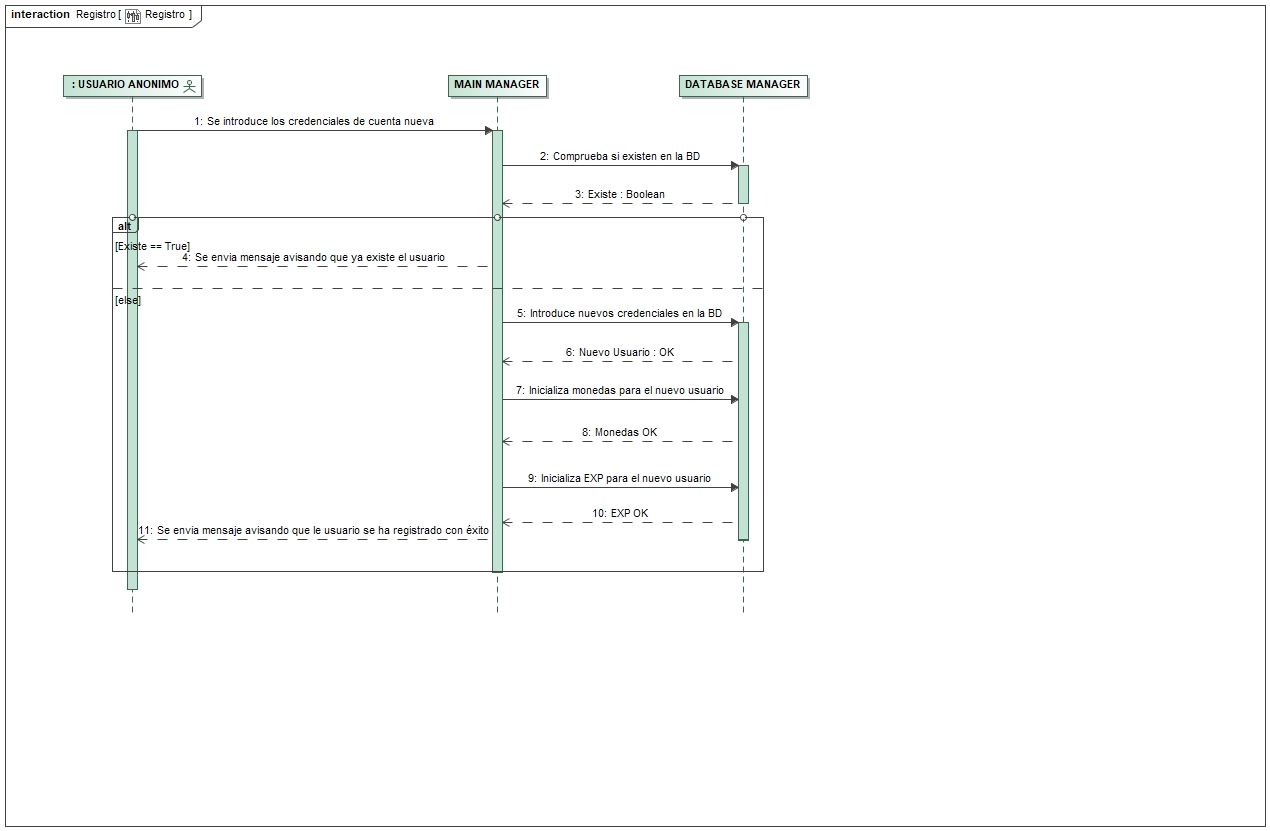 interaction Registro [ Registro ]
: USUARIO ANONIMO
MAIN MANAGER
DATABASE MANAGER
1: Se introduce los credenciales de cuenta nueva
2: Comprueba si existen en la BD
3: Existe : Boolean
alt
[Existe == True]
4: Se envia mensaje avisando que ya existe el usuario
[else]
5: Introduce nuevos credenciales en la BD
6: Nuevo Usuario : OK
7: Inicializa monedas para el nuevo usuario
8: Monedas OK
9: Inicializa EXP para el nuevo usuario
10: EXP OK
11: Se envia mensaje avisando que le usuario se ha registrado con éxito